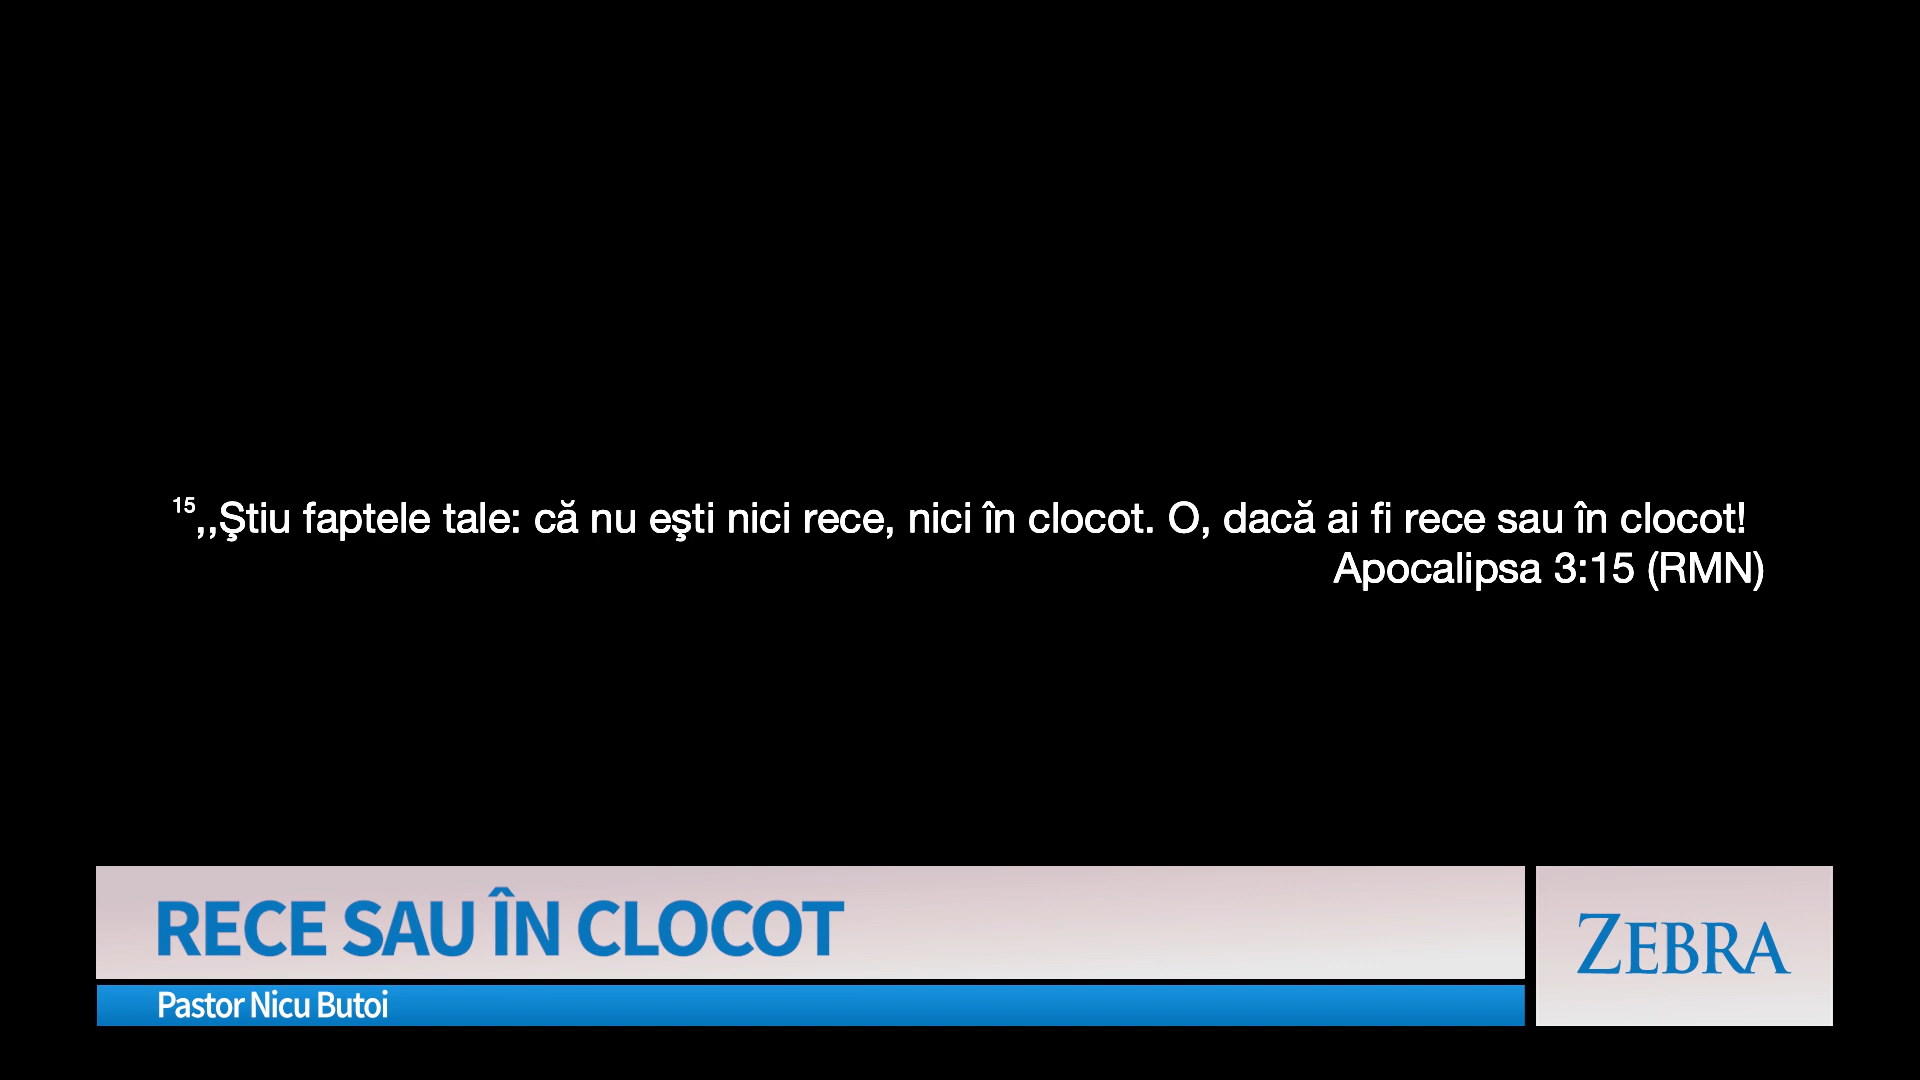 15,,Ştiu faptele tale: că nu eşti nici rece, nici în clocot. O, dacă ai fi rece sau în clocot!
Apocalipsa 3:15 (RMN)
RECE SAU ÎN CLOCOT
Pastor Nicu Butoi
ZEBRA